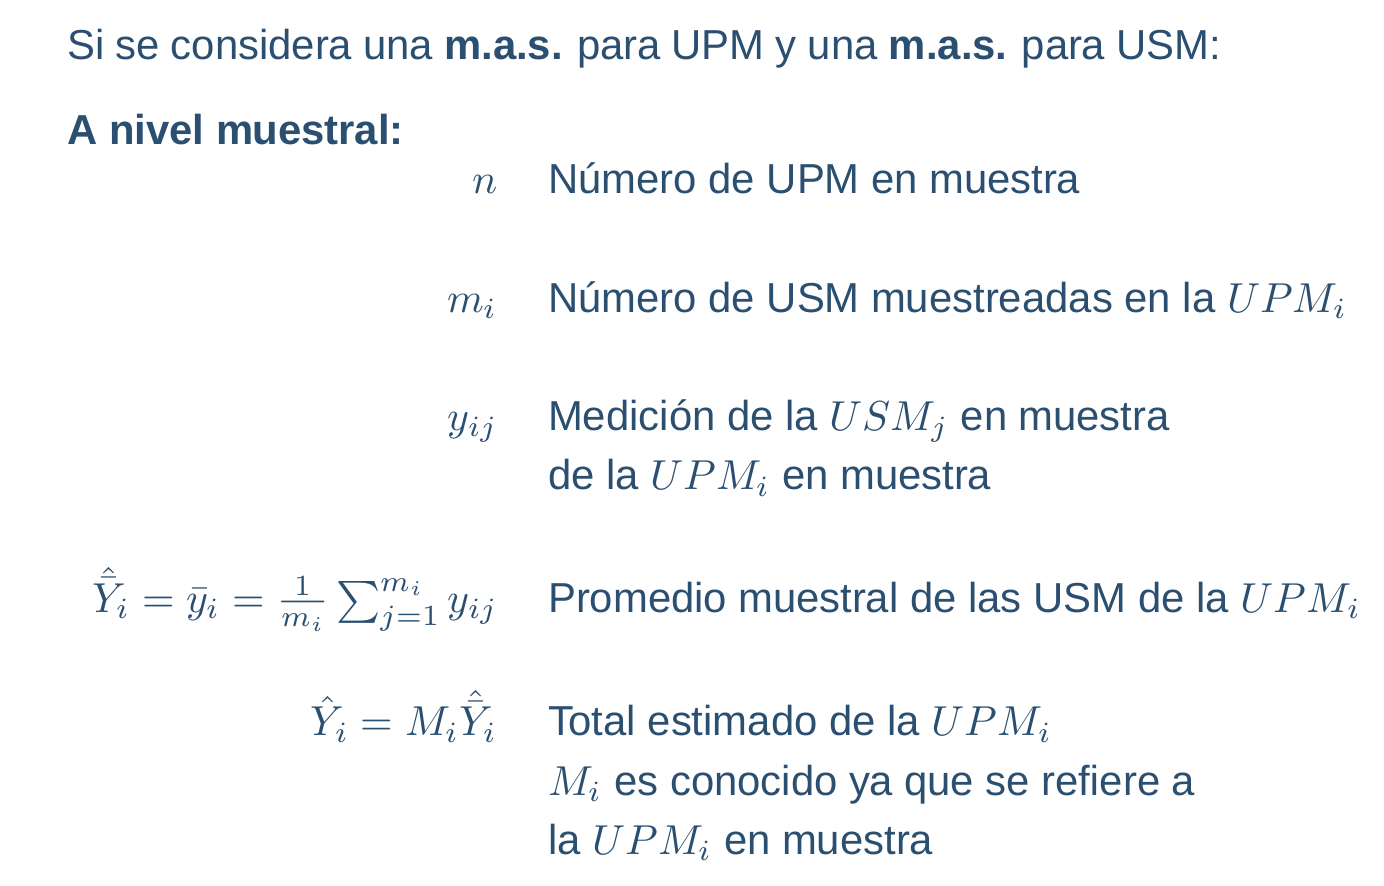 Si se considera una m.a.s. para UPM y una m.a.s. para USM:
A nivel muestral:
n Número de UPM en muestra
m_i Número de USM muestreadas en la UPM_i
y_{ij} Medición de la USM_j en muestra
de la UPM_i en muestra
\hat{\bar{Y}}_i = \bar{y}_i = \frac{1}{m_i} \sum_{j=1}^{m_i} y_{ij} Promedio muestral de las USM de la UPM_i
\hat{Y}_i = M_i \hat{\bar{Y}}_i Total estimado de la UPM_i
M_i es conocido ya que se refiere a
la UPM_i en muestra